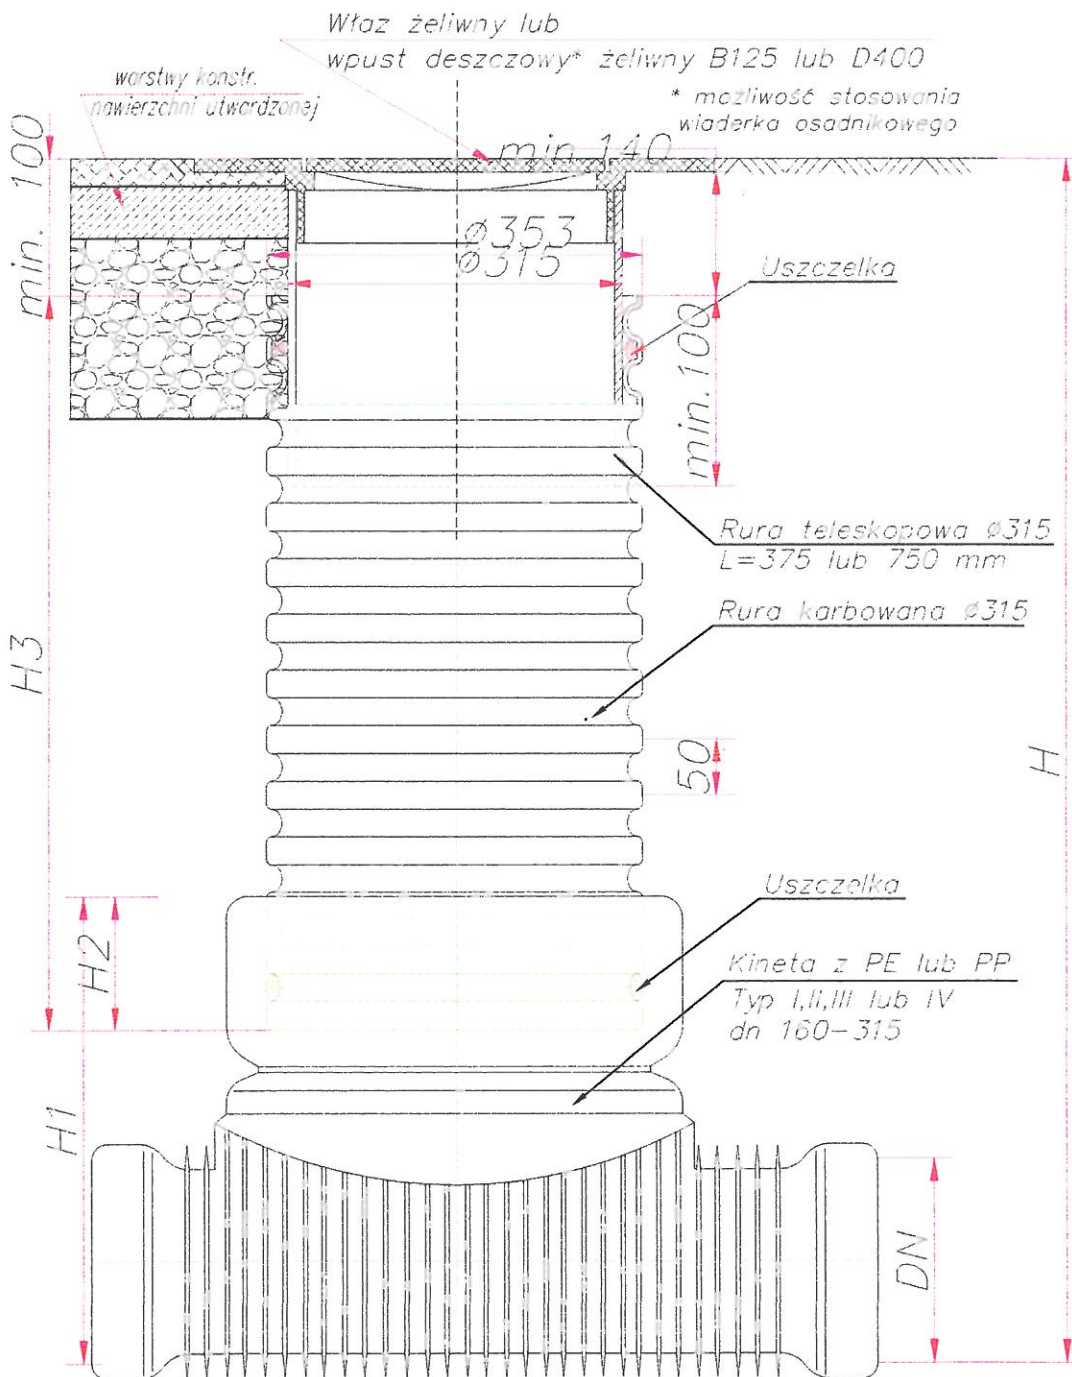 Właz żeliwny lub
wpust deszczowy* żeliwny B125 lub D400
* możliwość stosowania
wiaderka osadnikowego
warstwy konstr.
nawierzchni utwardzonej
min. 100
min 140
Ø353
Ø315
Uszczelka
min. 100
Rura teleskopowa Ø315
L=375 lub 750 mm
Rura karbowana Ø315
H3
50
H
Uszczelka
H2
Kineta z PE lub PP
Typ I,II,III lub IV
dn 160-315
H1
DN